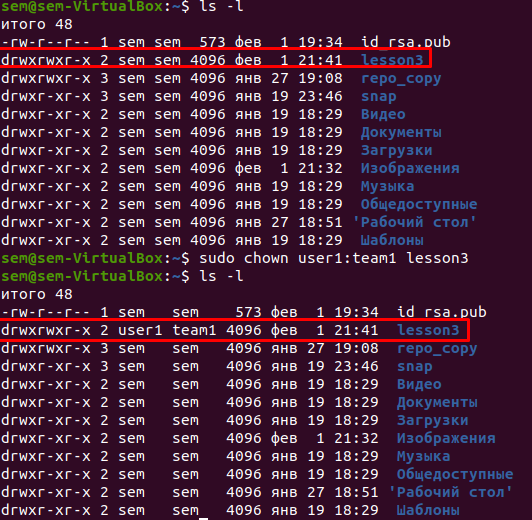 sem@sem-VirtualBox:~$ ls -l
итого 48
-rw-r--r-- 1 sem sem  573 фев  1 19:34  id_rsa.pub
drwxrwxr-x 2 sem sem 4096 фев  1 21:41  lesson3
drwxr-xr-x 3 sem sem 4096 янв 27 19:08  repo_copy
drwxr-xr-x 3 sem sem 4096 янв 19 23:46  snap
drwxr-xr-x 2 sem sem 4096 янв 19 18:29  Видео
drwxr-xr-x 2 sem sem 4096 янв 19 18:29  Документы
drwxr-xr-x 2 sem sem 4096 янв 19 18:29  Загрузки
drwxr-xr-x 2 sem sem 4096 фев  1 21:32  Изображения
drwxr-xr-x 2 sem sem 4096 янв 19 18:29  Музыка
drwxr-xr-x 2 sem sem 4096 янв 19 18:29  Общедоступные
drwxr-xr-x 2 sem sem 4096 янв 27 18:51 'Рабочий стол'
drwxr-xr-x 2 sem sem 4096 янв 19 18:29  Шаблоны
sem@sem-VirtualBox:~$ sudo chown user1:team1 lesson3
sem@sem-VirtualBox:~$ ls -l
итого 48
-rw-r--r-- 1 sem   sem    573 фев  1 19:34  id_rsa.pub
drwxrwxr-x 2 user1 team1 4096 фев  1 21:41  lesson3
drwxr-xr-x 3 sem   sem   4096 янв 27 19:08  repo_copy
drwxr-xr-x 3 sem   sem   4096 янв 19 23:46  snap
drwxr-xr-x 2 sem   sem   4096 янв 19 18:29  Видео
drwxr-xr-x 2 sem   sem   4096 янв 19 18:29  Документы
drwxr-xr-x 2 sem   sem   4096 янв 19 18:29  Загрузки
drwxr-xr-x 2 sem   sem   4096 фев  1 21:32  Изображения
drwxr-xr-x 2 sem   sem   4096 янв 19 18:29  Музыка
drwxr-xr-x 2 sem   sem   4096 янв 19 18:29  Общедоступные
drwxr-xr-x 2 sem   sem   4096 янв 27 18:51 'Рабочий стол'
drwxr-xr-x 2 sem   sem   4096 янв 19 18:29  Шаблоны